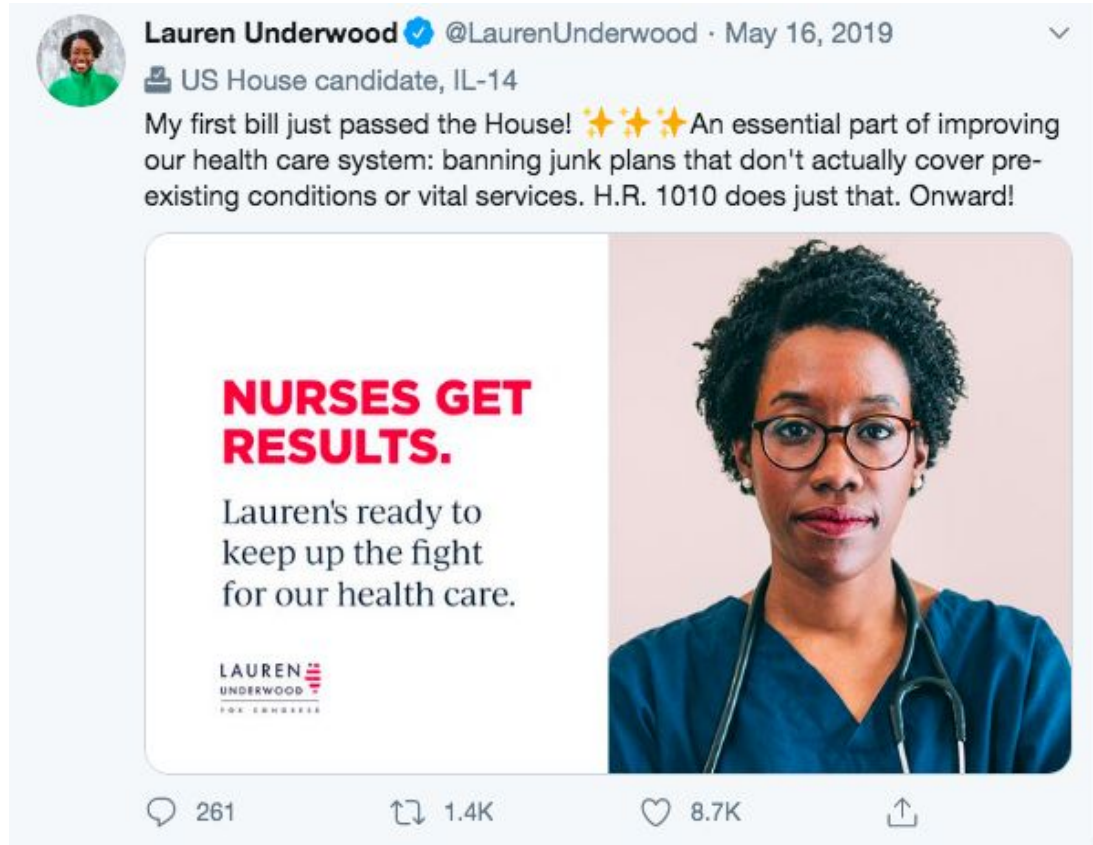 Lauren Underwood @LaurenUnderwood · May 16, 2019
US House candidate, IL-14
My first bill just passed the House! ✨✨✨An essential part of improving
our health care system: banning junk plans that don't actually cover pre-
existing conditions or vital services. H.R. 1010 does just that. Onward!
NURSES GET
RESULTS.
Lauren's ready to
keep up the fight
for our health care.
LAUREN
UNDERWOOD
FOR CONGRESS
261 1.4K 8.7K